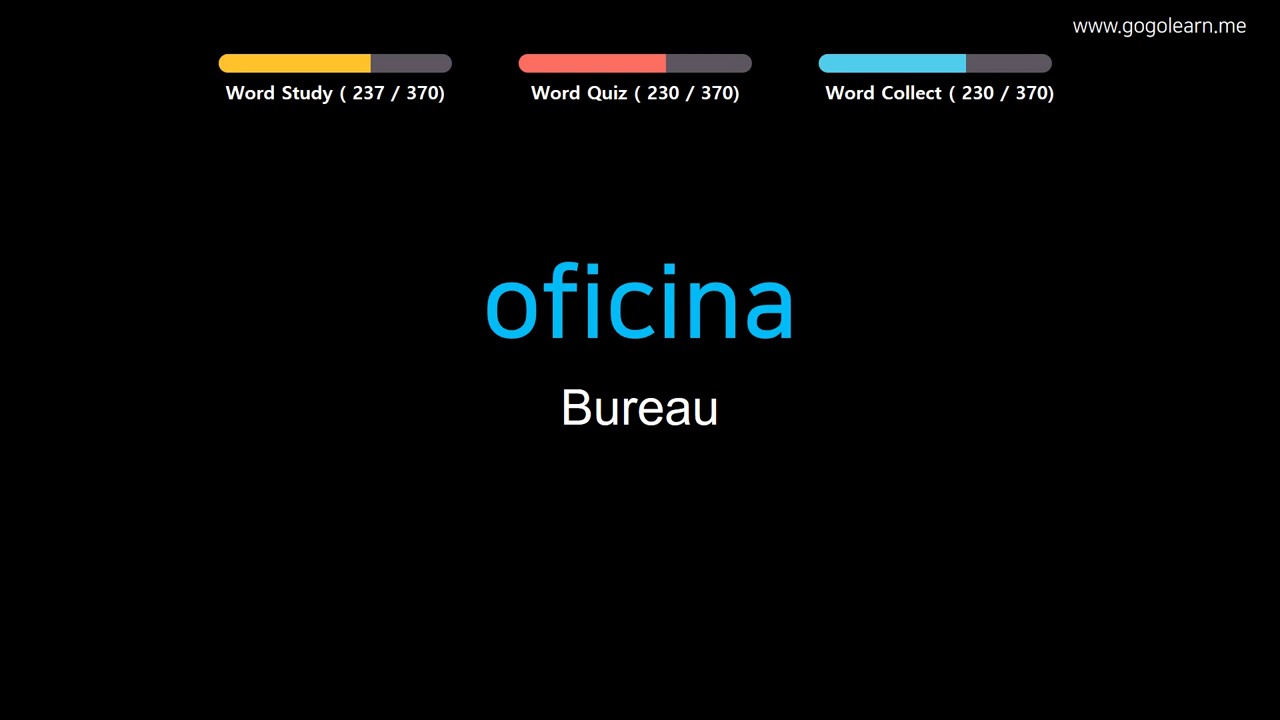 www.gogolearn.me
Word Study ( 237 / 370)
Word Quiz ( 230 / 370)
Word Collect ( 230 / 370)
oficina
Bureau